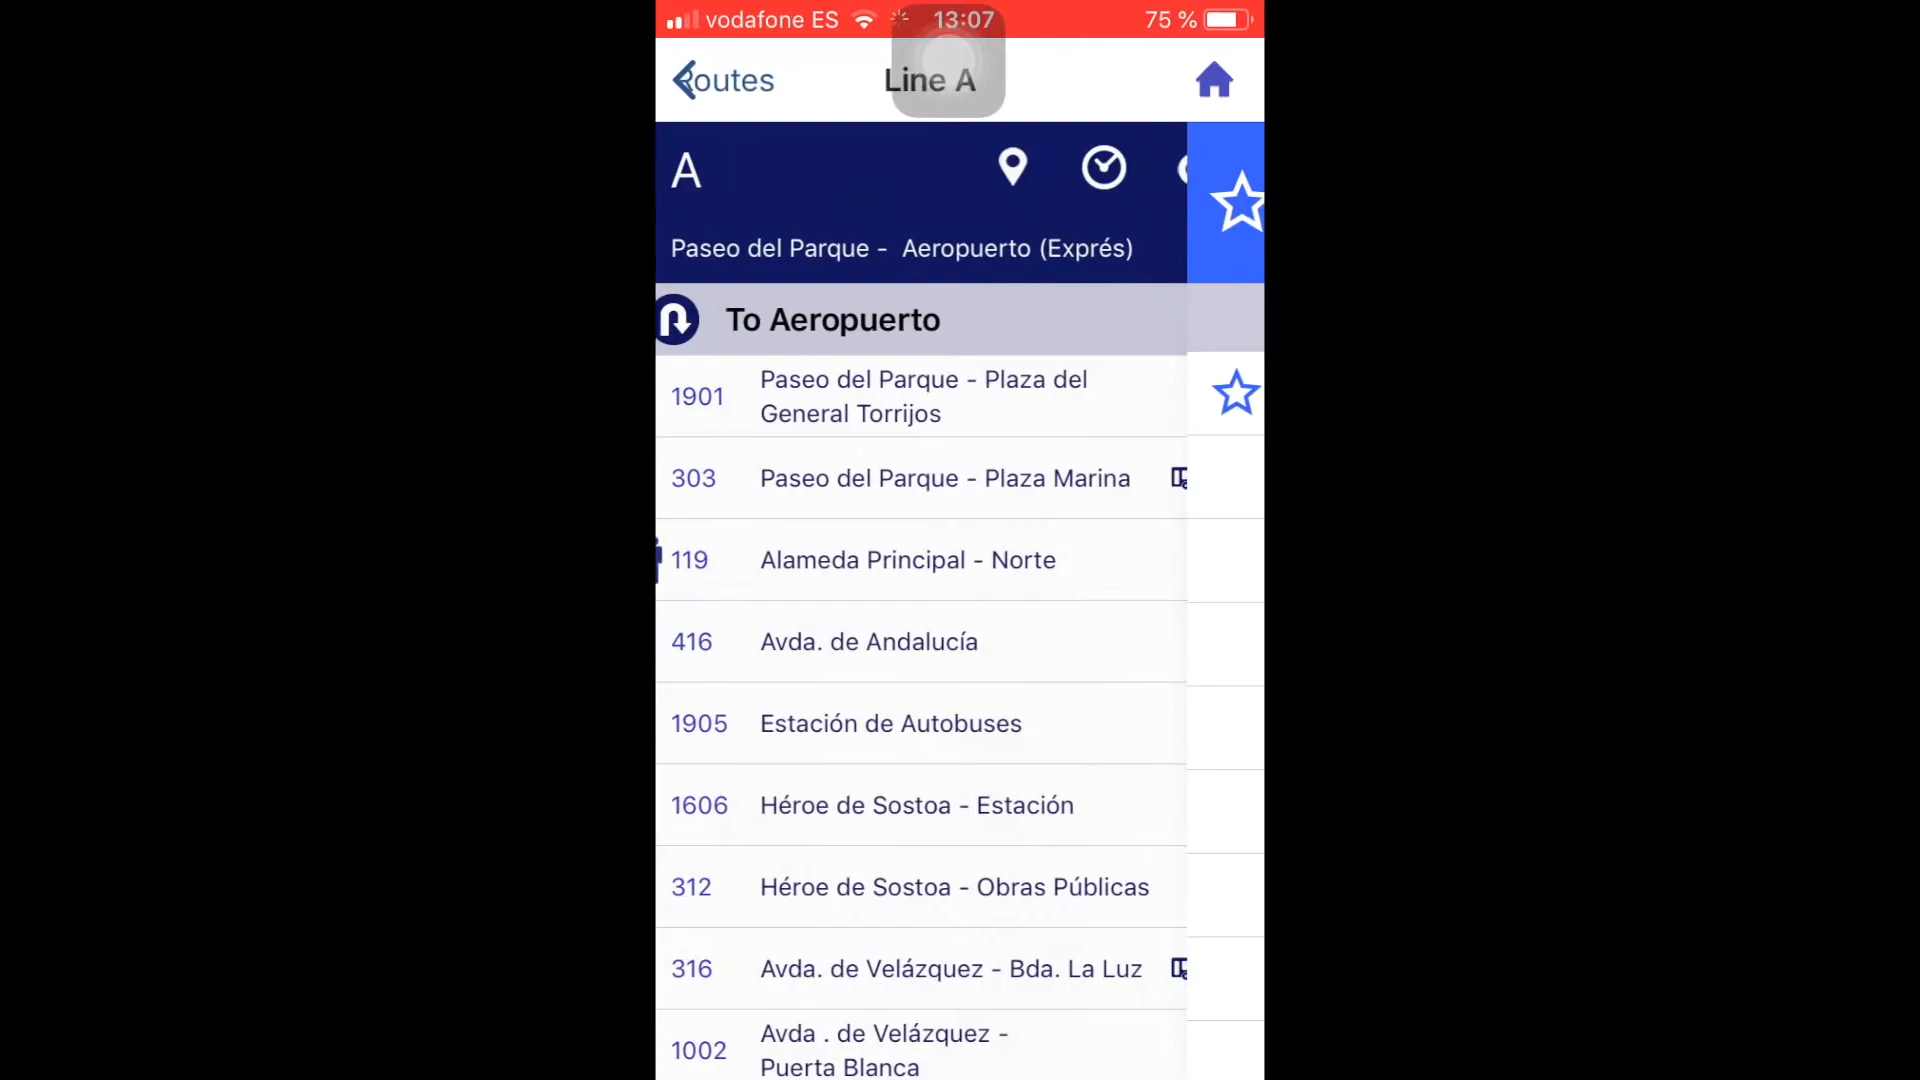 vodafone ES 13:07 75 %
Routes Line A
A
Paseo del Parque - Aeropuerto (Exprés)
To Aeropuerto
1901 Paseo del Parque - Plaza del
General Torrijos
303 Paseo del Parque - Plaza Marina
119 Alameda Principal - Norte
416 Avda. de Andalucía
1905 Estación de Autobuses
1606 Héroe de Sostoa - Estación
312 Héroe de Sostoa - Obras Públicas
316 Avda. de Velázquez - Bda. La Luz
1002 Avda . de Velázquez -
Puerta Blanca